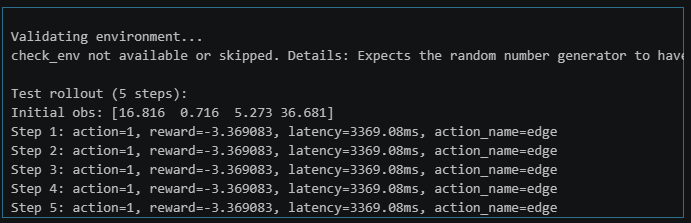 Validating environment...
check_env not available or skipped. Details: Expects the random number generator to have
Test rollout (5 steps):
Initial obs: [16.816  0.716  5.273 36.681]
Step 1: action=1, reward=-3.369083, latency=3369.08ms, action_name=edge
Step 2: action=1, reward=-3.369083, latency=3369.08ms, action_name=edge
Step 3: action=1, reward=-3.369083, latency=3369.08ms, action_name=edge
Step 4: action=1, reward=-3.369083, latency=3369.08ms, action_name=edge
Step 5: action=1, reward=-3.369083, latency=3369.08ms, action_name=edge